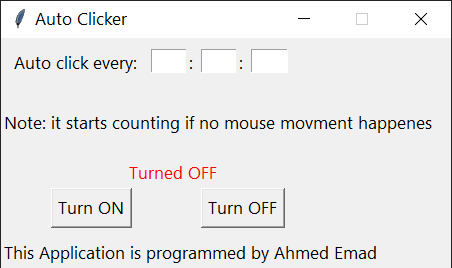 Auto Clicker
Auto click every: : :
Note: it starts counting if no mouse movment happenes
Turned OFF
Turn ON Turn OFF
This Application is programmed by Ahmed Emad